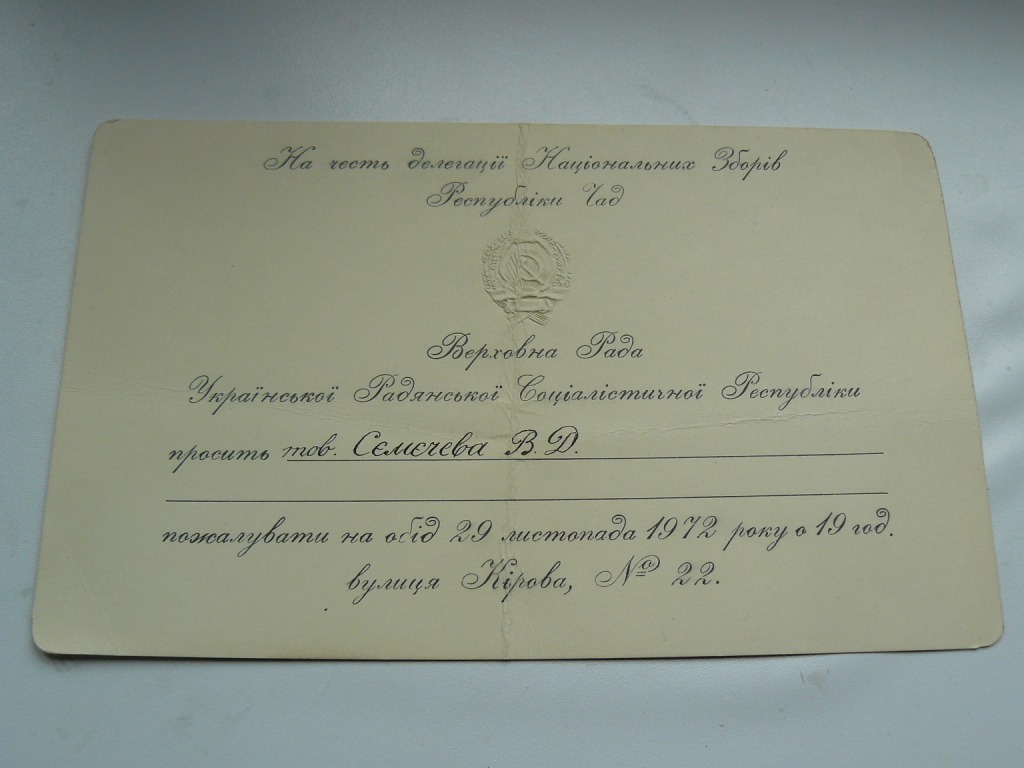 На честь делегації Національних Зборів
Республіки Чад
Верховна Рада
Української Радянської Соціалістичної Республіки
просить тов. Сємєчева В. Д.
пожалувати на обід 29 листопада 1972 року о 19 год.
вулиця Кірова, № 22.